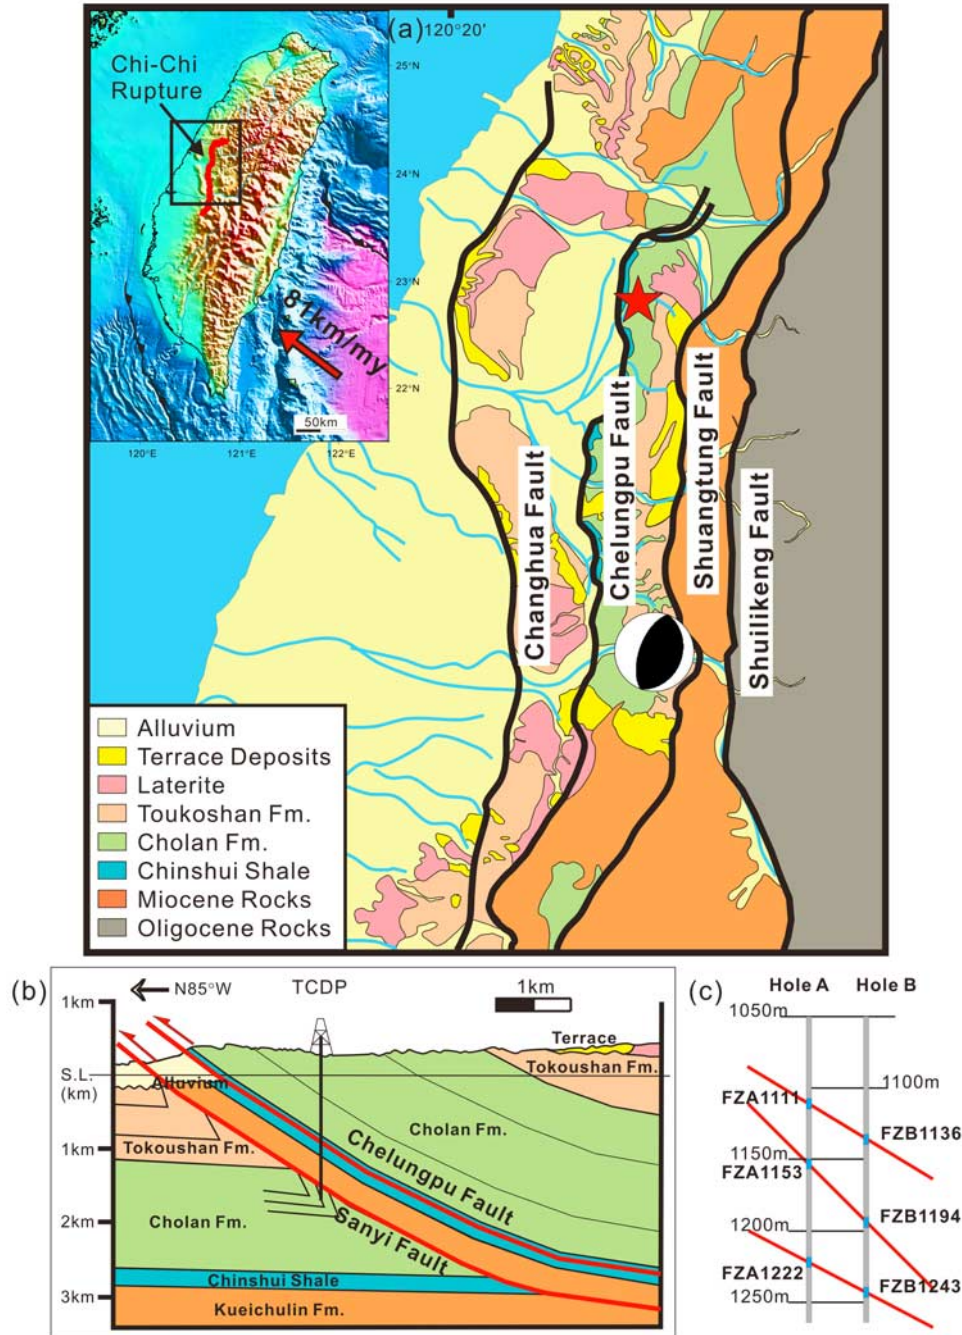 (a)
120°20'
Chi-Chi
Rupture
25°N
24°N
23°N
22°N
81km/my
50km
120°E
121°E
122°E
Changhua Fault
Chelungpu Fault
Shuangtung Fault
Shuilikeng Fault
Alluvium
Terrace Deposits
Laterite
Toukoshan Fm.
Cholan Fm.
Chinshui Shale
Miocene Rocks
Oligocene Rocks
(b)
1km
N85°W
TCDP
1km
S.L.
(km)
1km
2km
3km
Terrace
Tokoushan Fm.
Alluvium
Tokoushan Fm.
Cholan Fm.
Chelungpu Fault
Sanyi Fault
Cholan Fm.
Chinshui Shale
Kueichulin Fm.
(c)
Hole A
Hole B
1050m
1100m
FZA1111
FZB1136
1150m
FZA1153
FZB1194
1200m
FZA1222
FZB1243
1250m